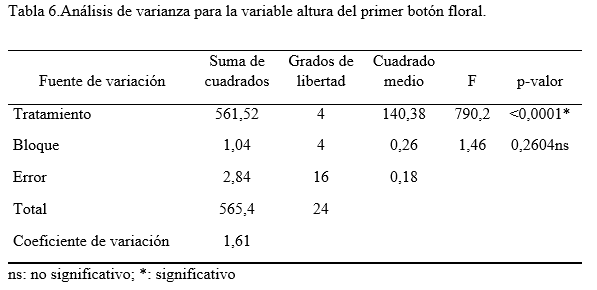 Tabla 6.Análisis de varianza para la variable altura del primer botón floral.
Fuente de variación Suma de cuadrados Grados de libertad Cuadrado medio F p-valor
Tratamiento 561,52 4 140,38 790,2 <0,0001*
Bloque 1,04 4 0,26 1,46 0,2604ns
Error 2,84 16 0,18
Total 565,4 24
Coeficiente de variación 1,61
ns: no significativo; *: significativo